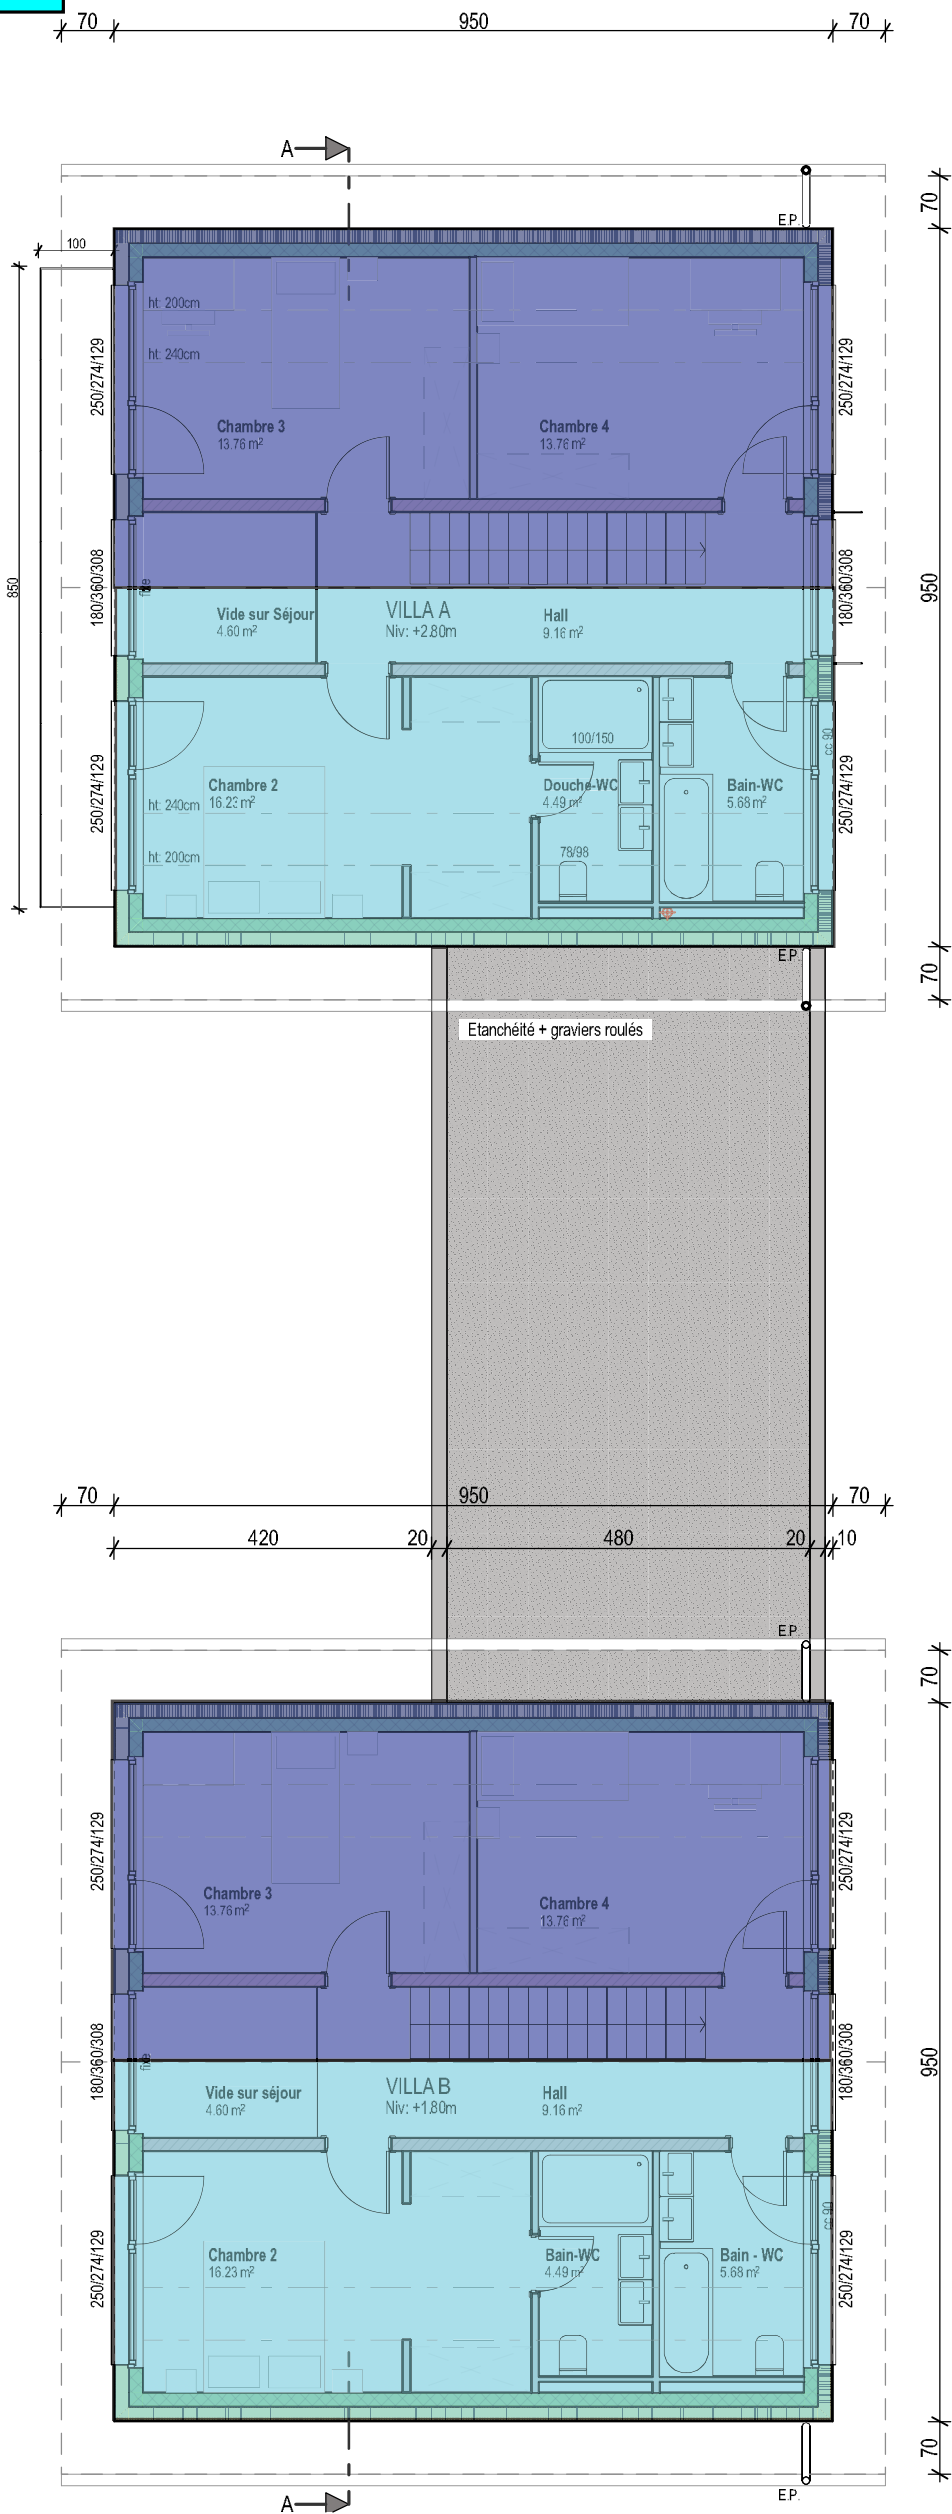 70 950 70
A
70
E.P.
100
ht: 200cm
ht: 240cm
250/274/129
250/274/129
Chambre 3
13.76 m²
Chambre 4
13.76 m²
850
180/360/308
fixe
180/360/308
950
Vide sur Séjour
4.60 m²
VILLA A
Niv: +2.80m
Hall
9.16 m²
100/150
cc 90
250/274/129
Chambre 2
16.23 m²
Douche-WC
4.49 m²
Bain-WC
5.68 m²
250/274/129
ht: 240cm
ht: 200cm
78/98
E.P.
70
Etanchéité + graviers roulés
70 950 70
420 20 480 20 10
E.P.
70
250/274/129
250/274/129
Chambre 3
13.76 m²
Chambre 4
13.76 m²
180/360/308
fixe
180/360/308
950
Vide sur séjour
4.60 m²
VILLA B
Niv: +1.80m
Hall
9.16 m²
cc 90
250/274/129
Chambre 2
16.23 m²
Bain-WC
4.49 m²
Bain - WC
5.68 m²
250/274/129
70
E.P.
A